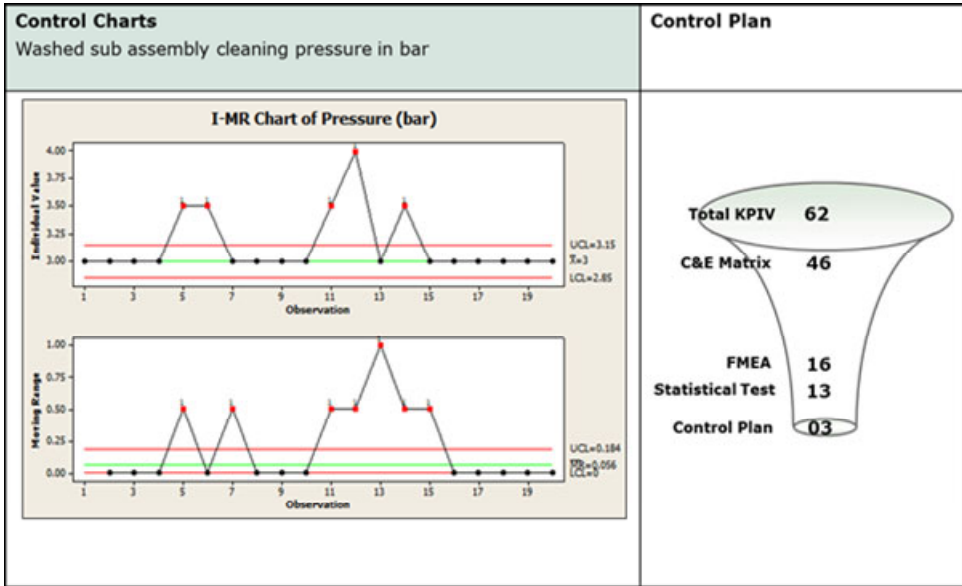 Control Charts
Washed sub assembly cleaning pressure in bar
Control Plan
I-MR Chart of Pressure (bar)
Individual Value
4.00
3.75
3.50
3.25
3.00
UCL=3.15
X̄=3
LCL=2.85
1 3 5 7 9 11 13 15 17 19
Observation
Moving Range
1.00
0.75
0.50
0.25
0.00
UCL=0.184
M̅R̅=0.056
LCL=0
1 3 5 7 9 11 13 15 17 19
Observation
Total KPIV 62
C&E Matrix 46
FMEA 16
Statistical Test 13
Control Plan 03